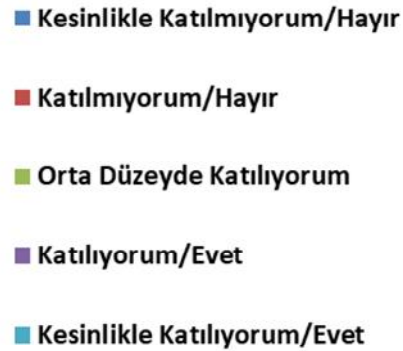 Kesinlikle Katılmıyorum/Hayır
Katılmıyorum/Hayır
Orta Düzeyde Katılıyorum
Katılıyorum/Evet
Kesinlikle Katılıyorum/Evet